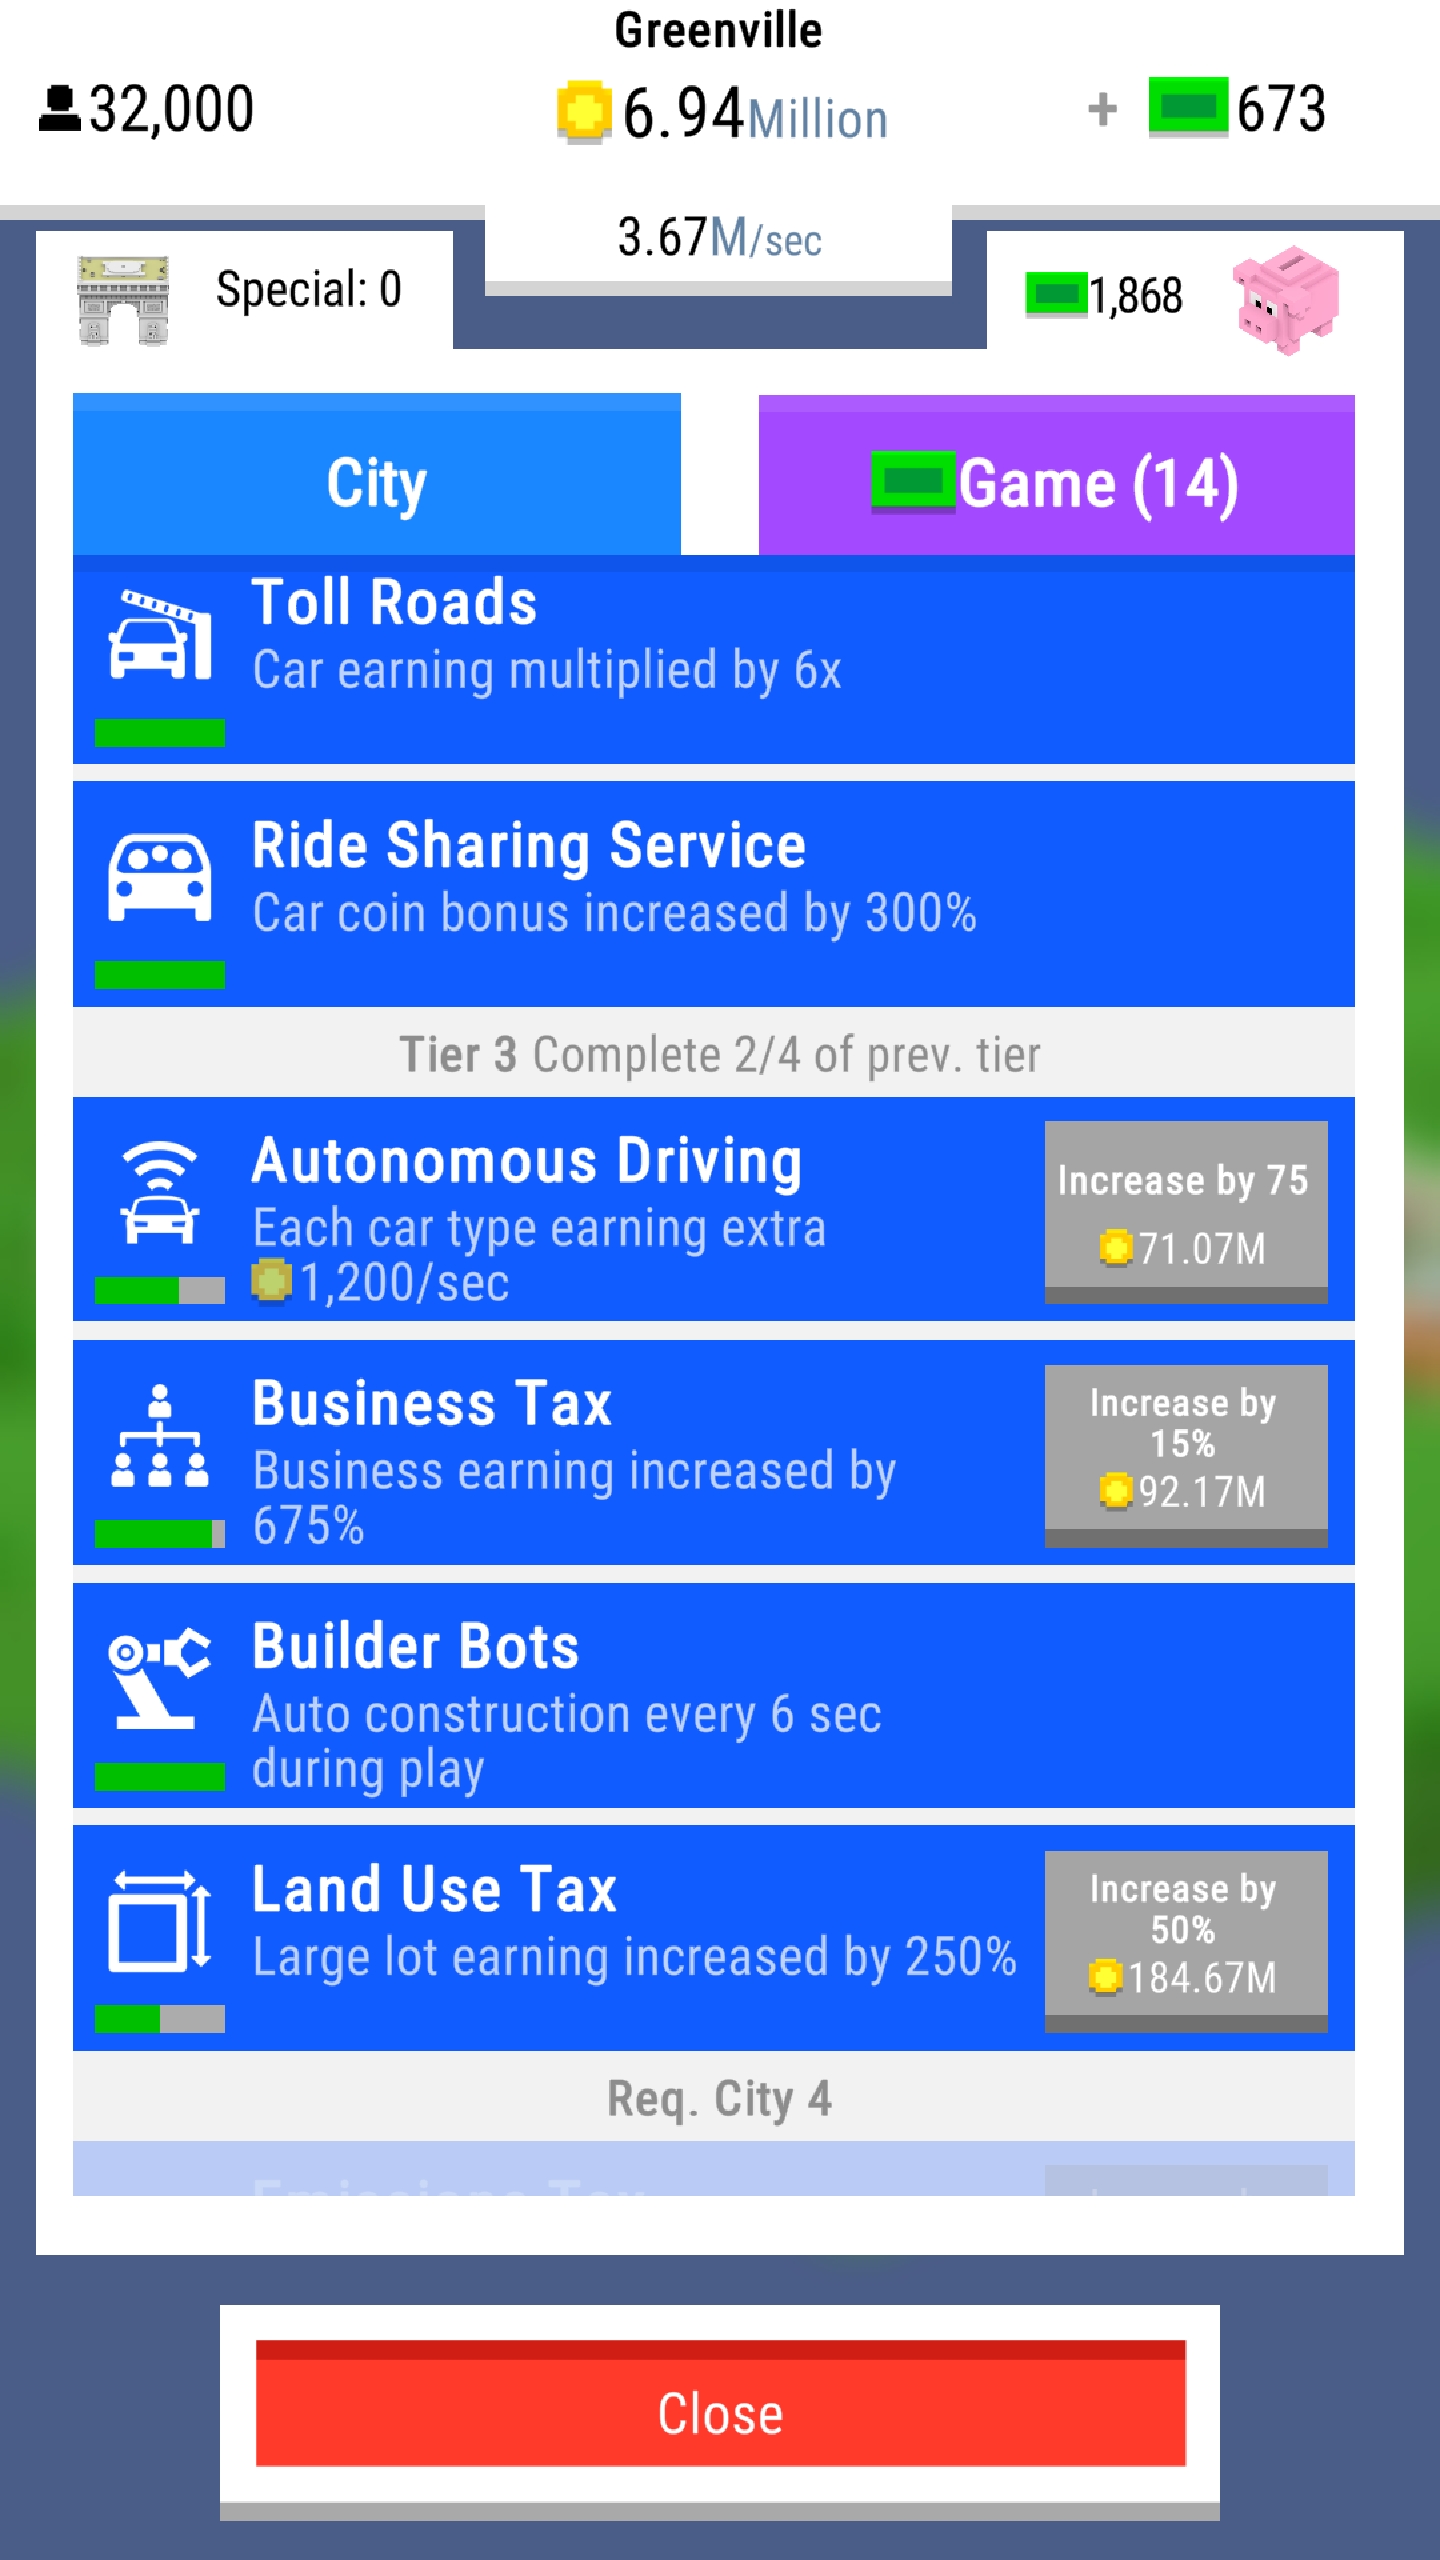 Greenville
32,000
6.94Million
+ 673
3.67M/sec
Special: 0
1,868
City
Game (14)
Toll Roads
Car earning multiplied by 6x
Ride Sharing Service
Car coin bonus increased by 300%
Tier 3 Complete 2/4 of prev. tier
Autonomous Driving
Each car type earning extra
1,200/sec
Increase by 75
71.07M
Business Tax
Business earning increased by
675%
Increase by
15%
92.17M
Builder Bots
Auto construction every 6 sec
during play
Land Use Tax
Large lot earning increased by 250%
Increase by
50%
184.67M
Req. City 4
Emissions Tax
Close